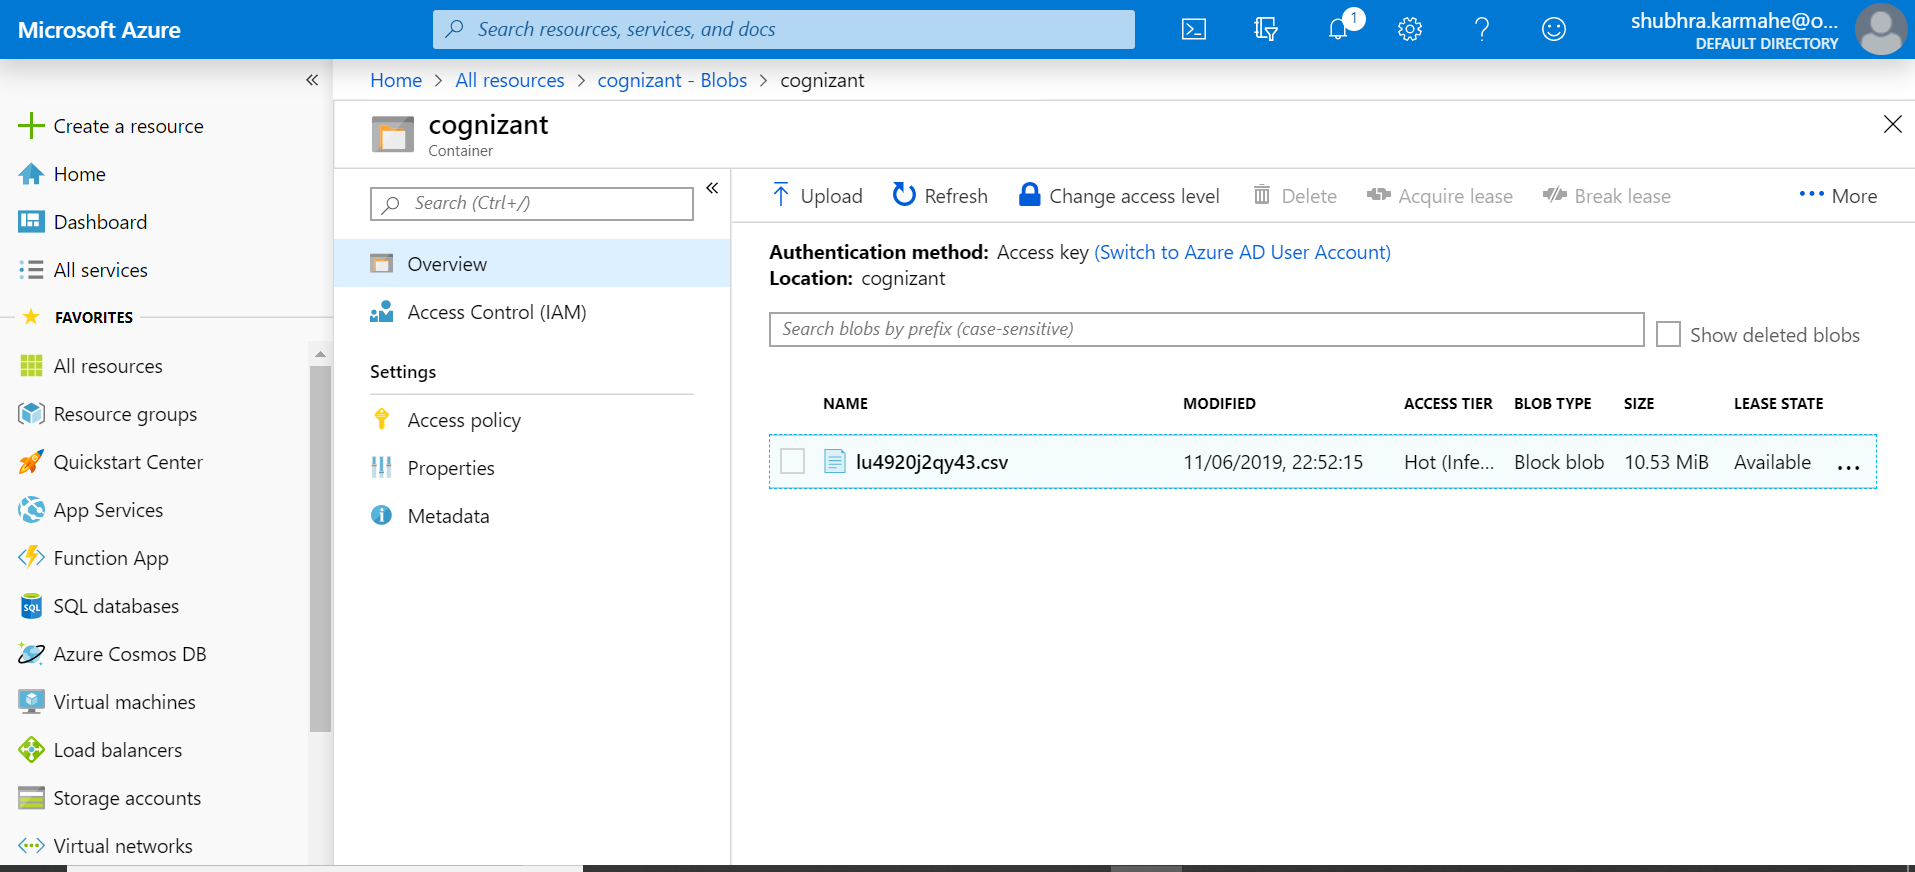 Microsoft Azure
Search resources, services, and docs
1
shubhra.karmahe@o...
DEFAULT DIRECTORY
Create a resource
Home
Dashboard
All services
FAVORITES
All resources
Resource groups
Quickstart Center
App Services
Function App
SQL databases
Azure Cosmos DB
Virtual machines
Load balancers
Storage accounts
Virtual networks
Home > All resources > cognizant - Blobs > cognizant
cognizant
Container
Search (Ctrl+/)
Overview
Access Control (IAM)
Settings
Access policy
Properties
Metadata
Upload Refresh Change access level Delete Acquire lease Break lease ... More
Authentication method: Access key (Switch to Azure AD User Account)
Location: cognizant
Search blobs by prefix (case-sensitive)
Show deleted blobs
NAME MODIFIED ACCESS TIER BLOB TYPE SIZE LEASE STATE
lu4920j2qy43.csv 11/06/2019, 22:52:15 Hot (Infe... Block blob 10.53 MiB Available ...